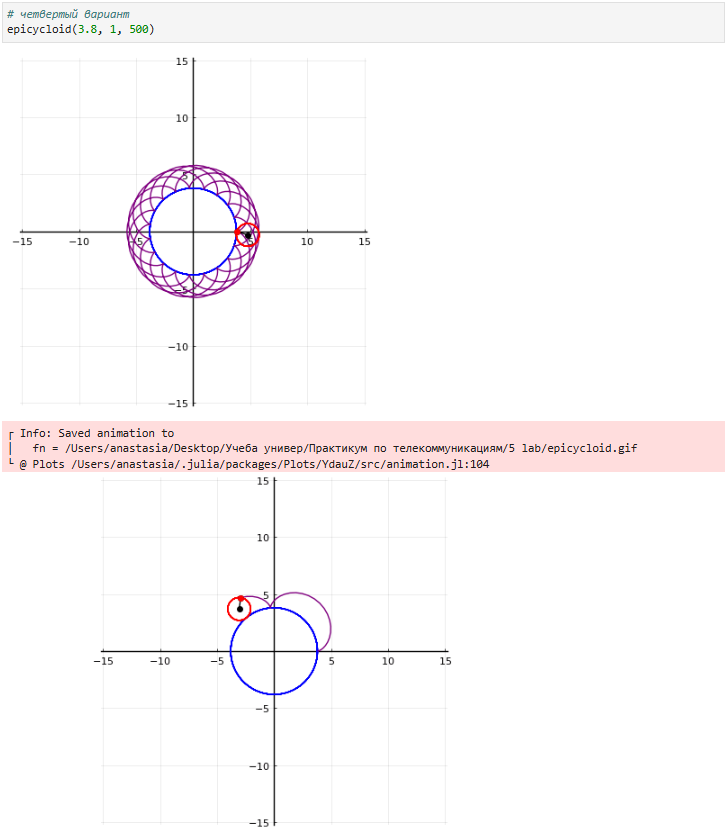 # четвертый вариант
epicycloid(3.8, 1, 500)
15
10
5
−15 −10 −5 5 10 15
−5
−10
−15
┌ Info: Saved animation to
│ fn = /Users/anastasia/Desktop/Учеба универ/Практикум по телекоммуникациям/5 lab/epicycloid.gif
└ @ Plots /Users/anastasia/.julia/packages/Plots/YdauZ/src/animation.jl:104
15
10
5
−15 −10 −5 5 10 15
−5
−10
−15